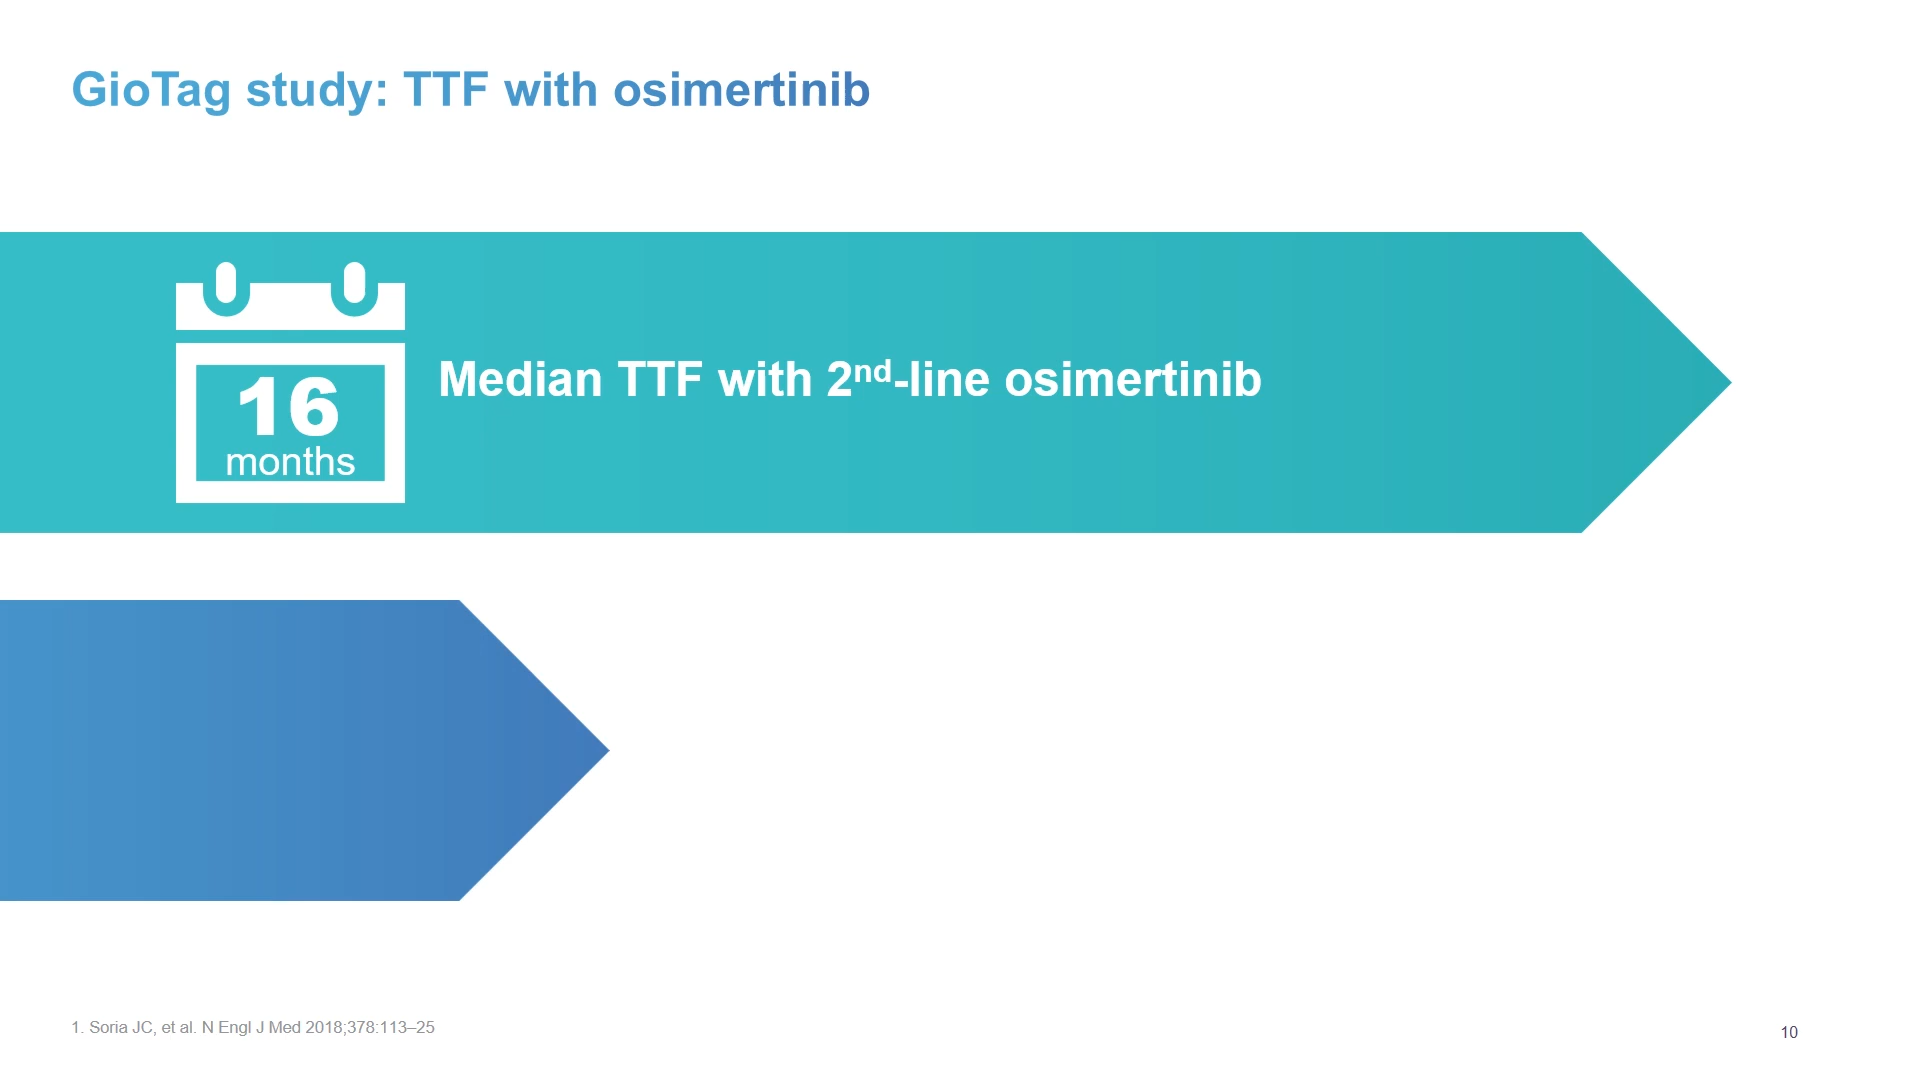 GioTag study: TTF with osimertinib
16
months
Median TTF with 2nd-line osimertinib
1. Soria JC, et al. N Engl J Med 2018;378:113–25
10